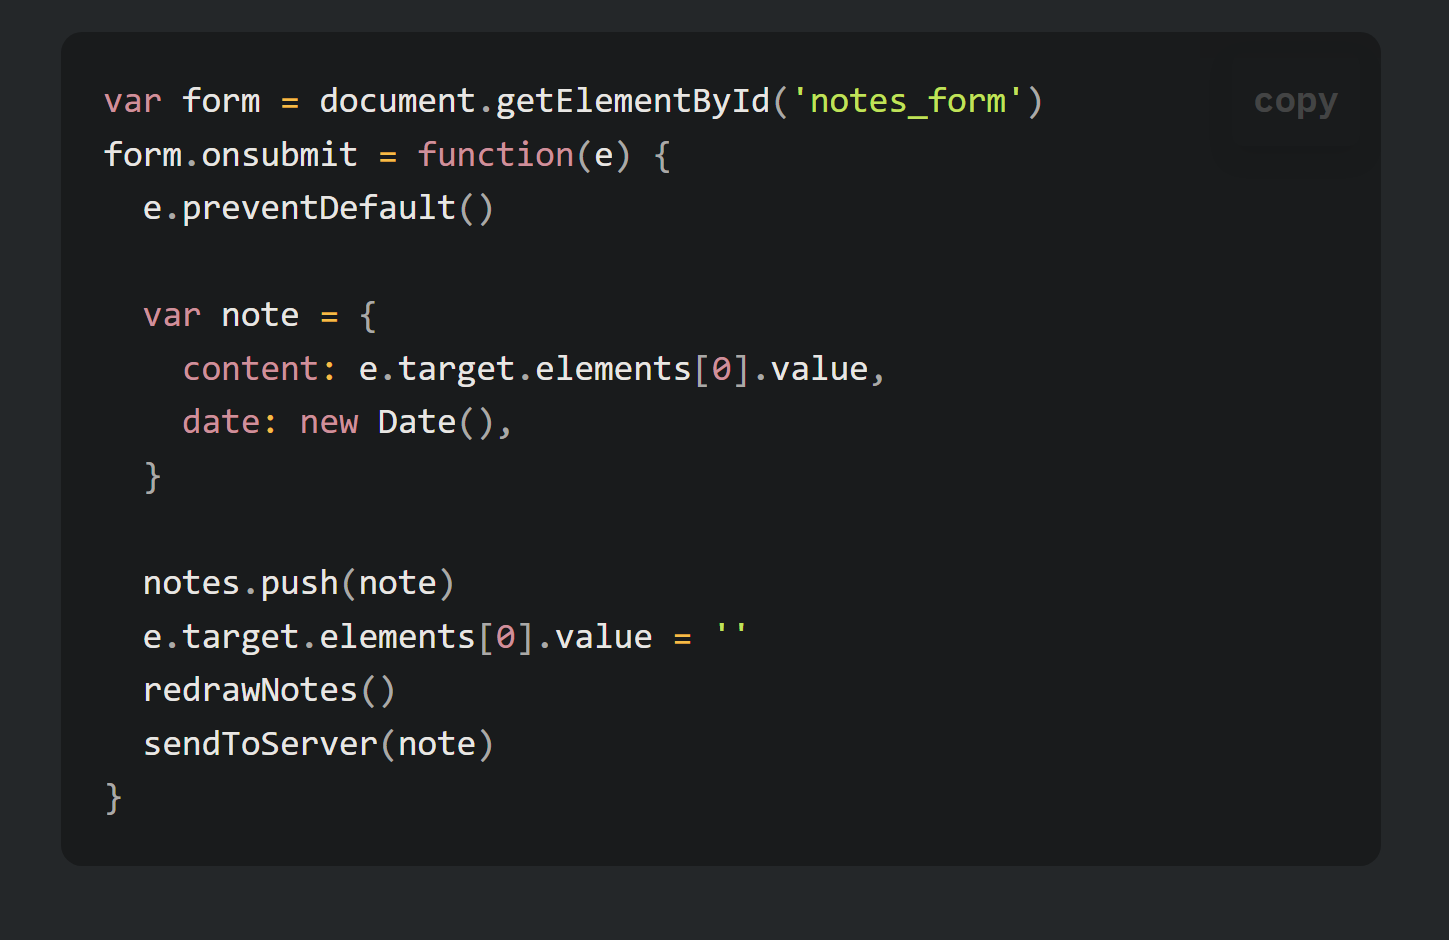 var form = document.getElementById('notes_form')
copy
form.onsubmit = function(e) {
  e.preventDefault()

  var note = {
    content: e.target.elements[0].value,
    date: new Date(),
  }

  notes.push(note)
  e.target.elements[0].value = ''
  redrawNotes()
  sendToServer(note)
}